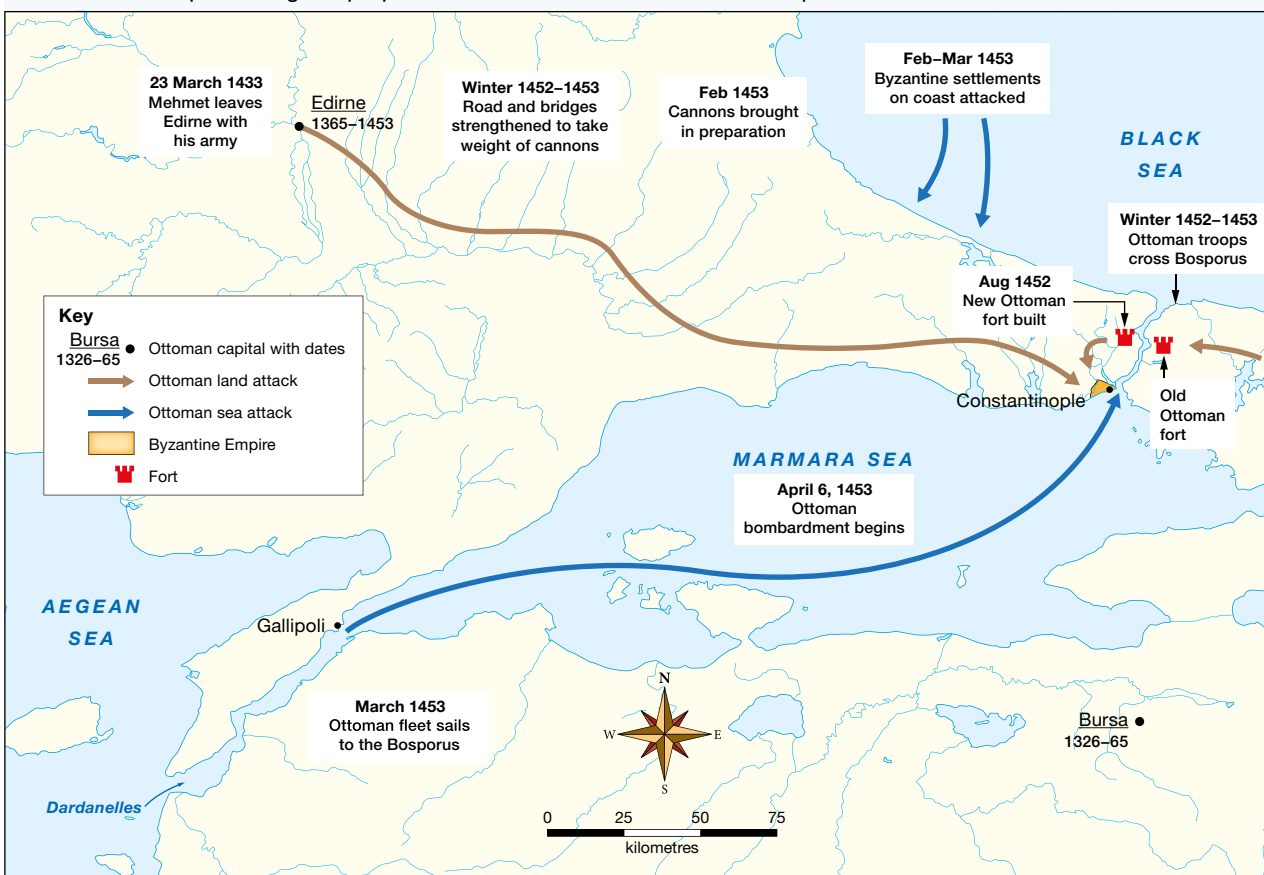 23 March 1433
Mehmet leaves
Edirne with
his army
Edirne
1365–1453
Winter 1452–1453
Road and bridges
strengthened to take
weight of cannons
Feb 1453
Cannons brought
in preparation
Feb–Mar 1453
Byzantine settlements
on coast attacked
BLACK
SEA
Winter 1452–1453
Ottoman troops
cross Bosporus
Aug 1452
New Ottoman
fort built
Key
Bursa
1326–65
Ottoman capital with dates
Ottoman land attack
Ottoman sea attack
Byzantine Empire
Fort
Constantinople
Old
Ottoman
fort
MARMARA SEA
April 6, 1453
Ottoman
bombardment begins
AEGEAN
SEA
Gallipoli
March 1453
Ottoman fleet sails
to the Bosporus
N
W
E
S
Bursa
1326–65
Dardanelles
0 25 50 75
kilometres